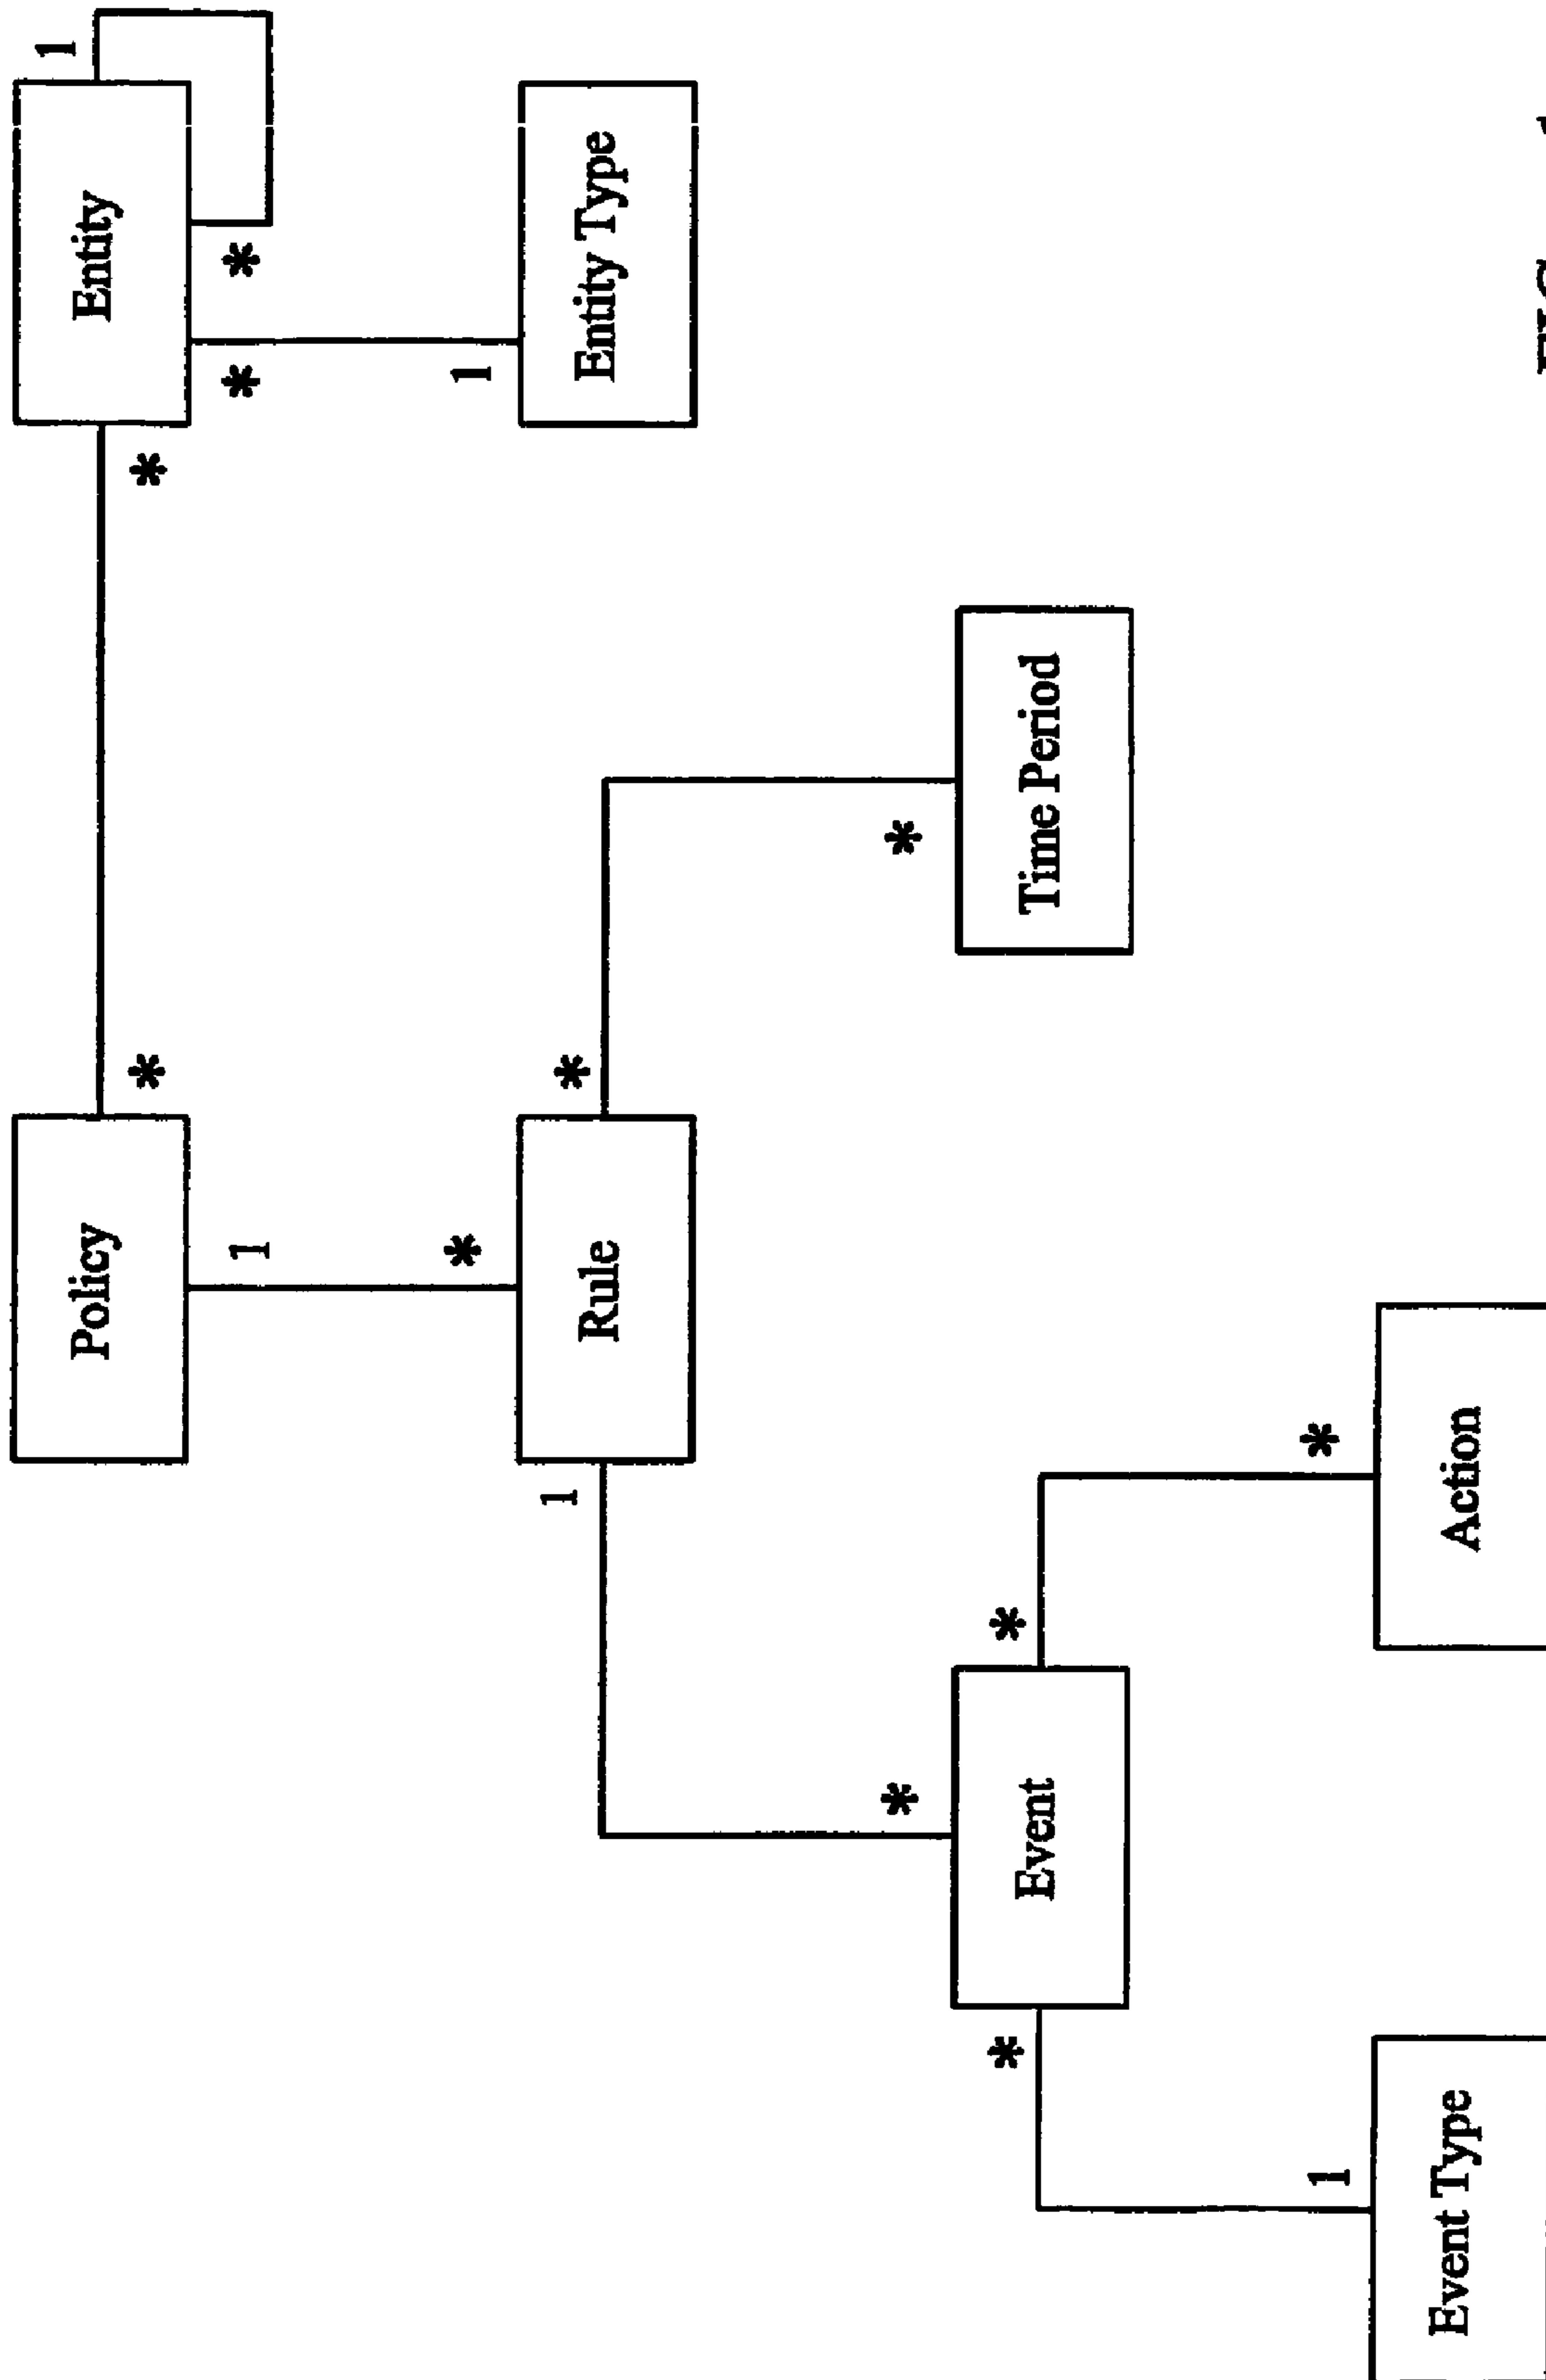 1
Policy
Entity
*
*
1
*
*
*
1
1
*
Rule
Entity Type
*
*
*
*
Event
Time Period
1
*
Event Type
Action